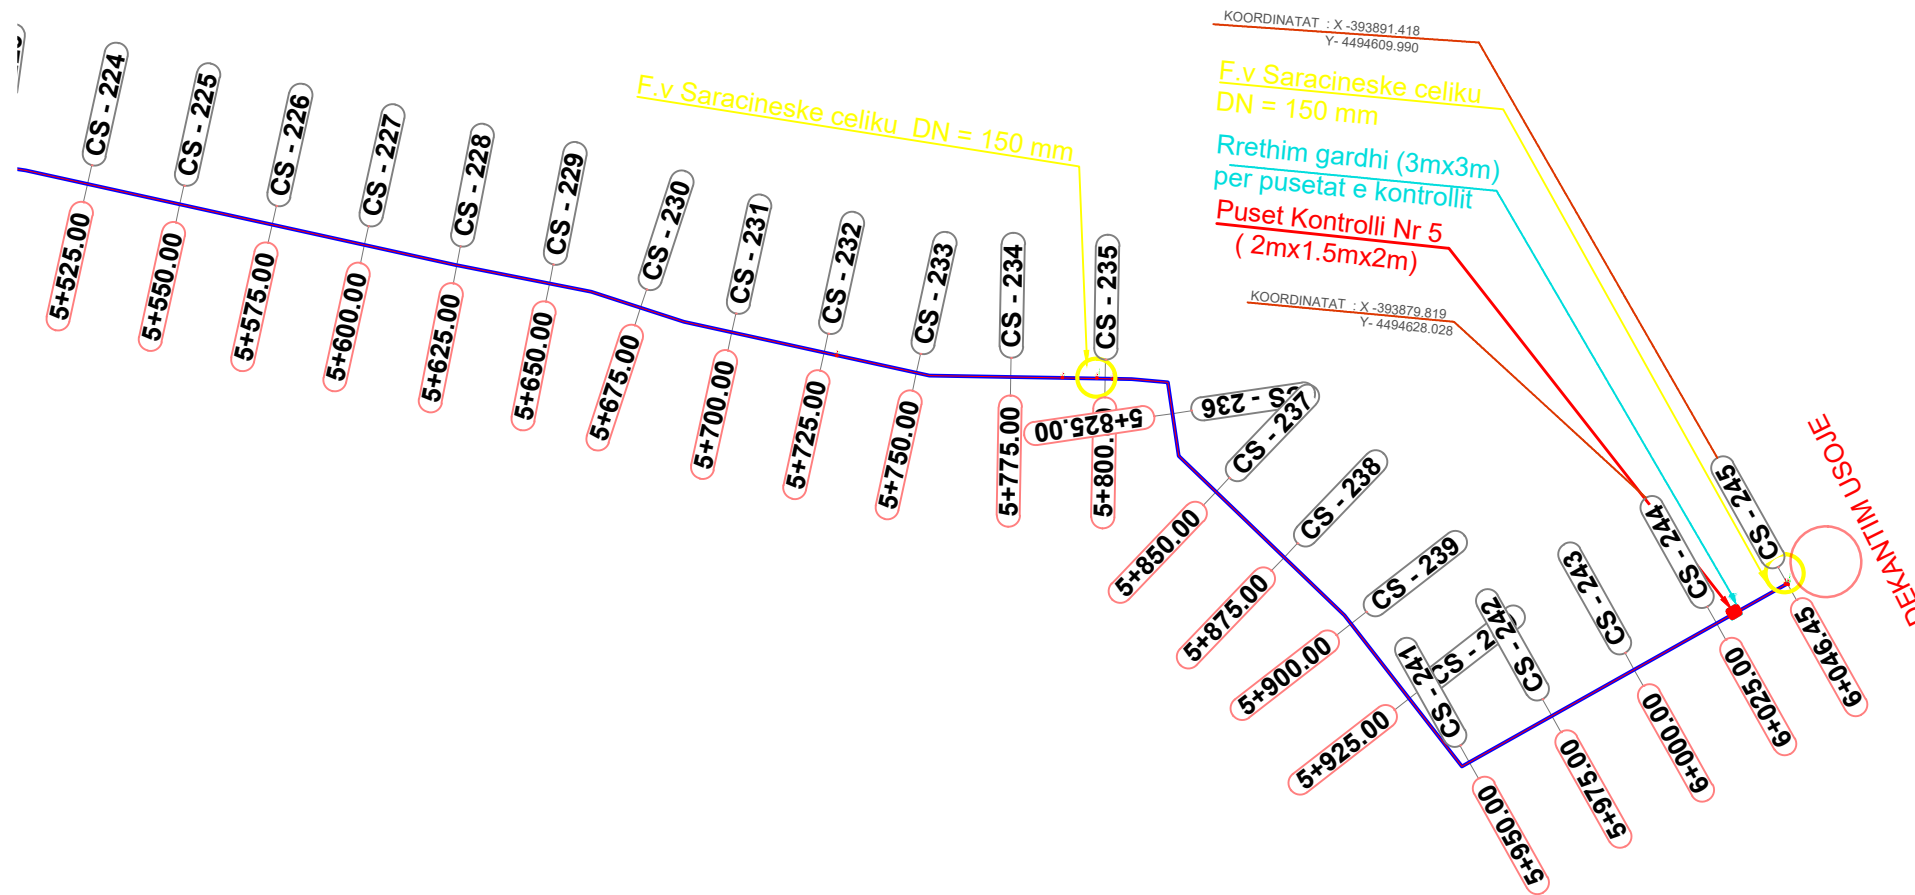 KOORDINATAT : X -393891.418
Y- 4494609.990
F.v Saracineske celiku
DN = 150 mm
Rrethim gardhi (3mx3m)
per pusetat e kontrollit
Puset Kontrolli Nr 5
( 2mx1.5mx2m)
KOORDINATAT : X -393879.819
Y- 4494628.028
F.v Saracineske celiku DN = 150 mm
CS - 224
CS - 225
CS - 226
CS - 227
CS - 228
CS - 229
CS - 230
CS - 231
CS - 232
CS - 233
CS - 234
CS - 235
CS - 236
CS - 237
CS - 238
CS - 239
CS - 2
CS - 241
CS - 242
CS - 243
CS - 244
CS - 245
5+525.00
5+550.00
5+575.00
5+600.00
5+625.00
5+650.00
5+675.00
5+700.00
5+725.00
5+750.00
5+775.00
5+800.0
5+825.00
5+850.00
5+875.00
5+900.00
5+925.00
5+950.00
5+975.00
6+000.00
6+025.00
6+046.45
DEKANTIM USOJE